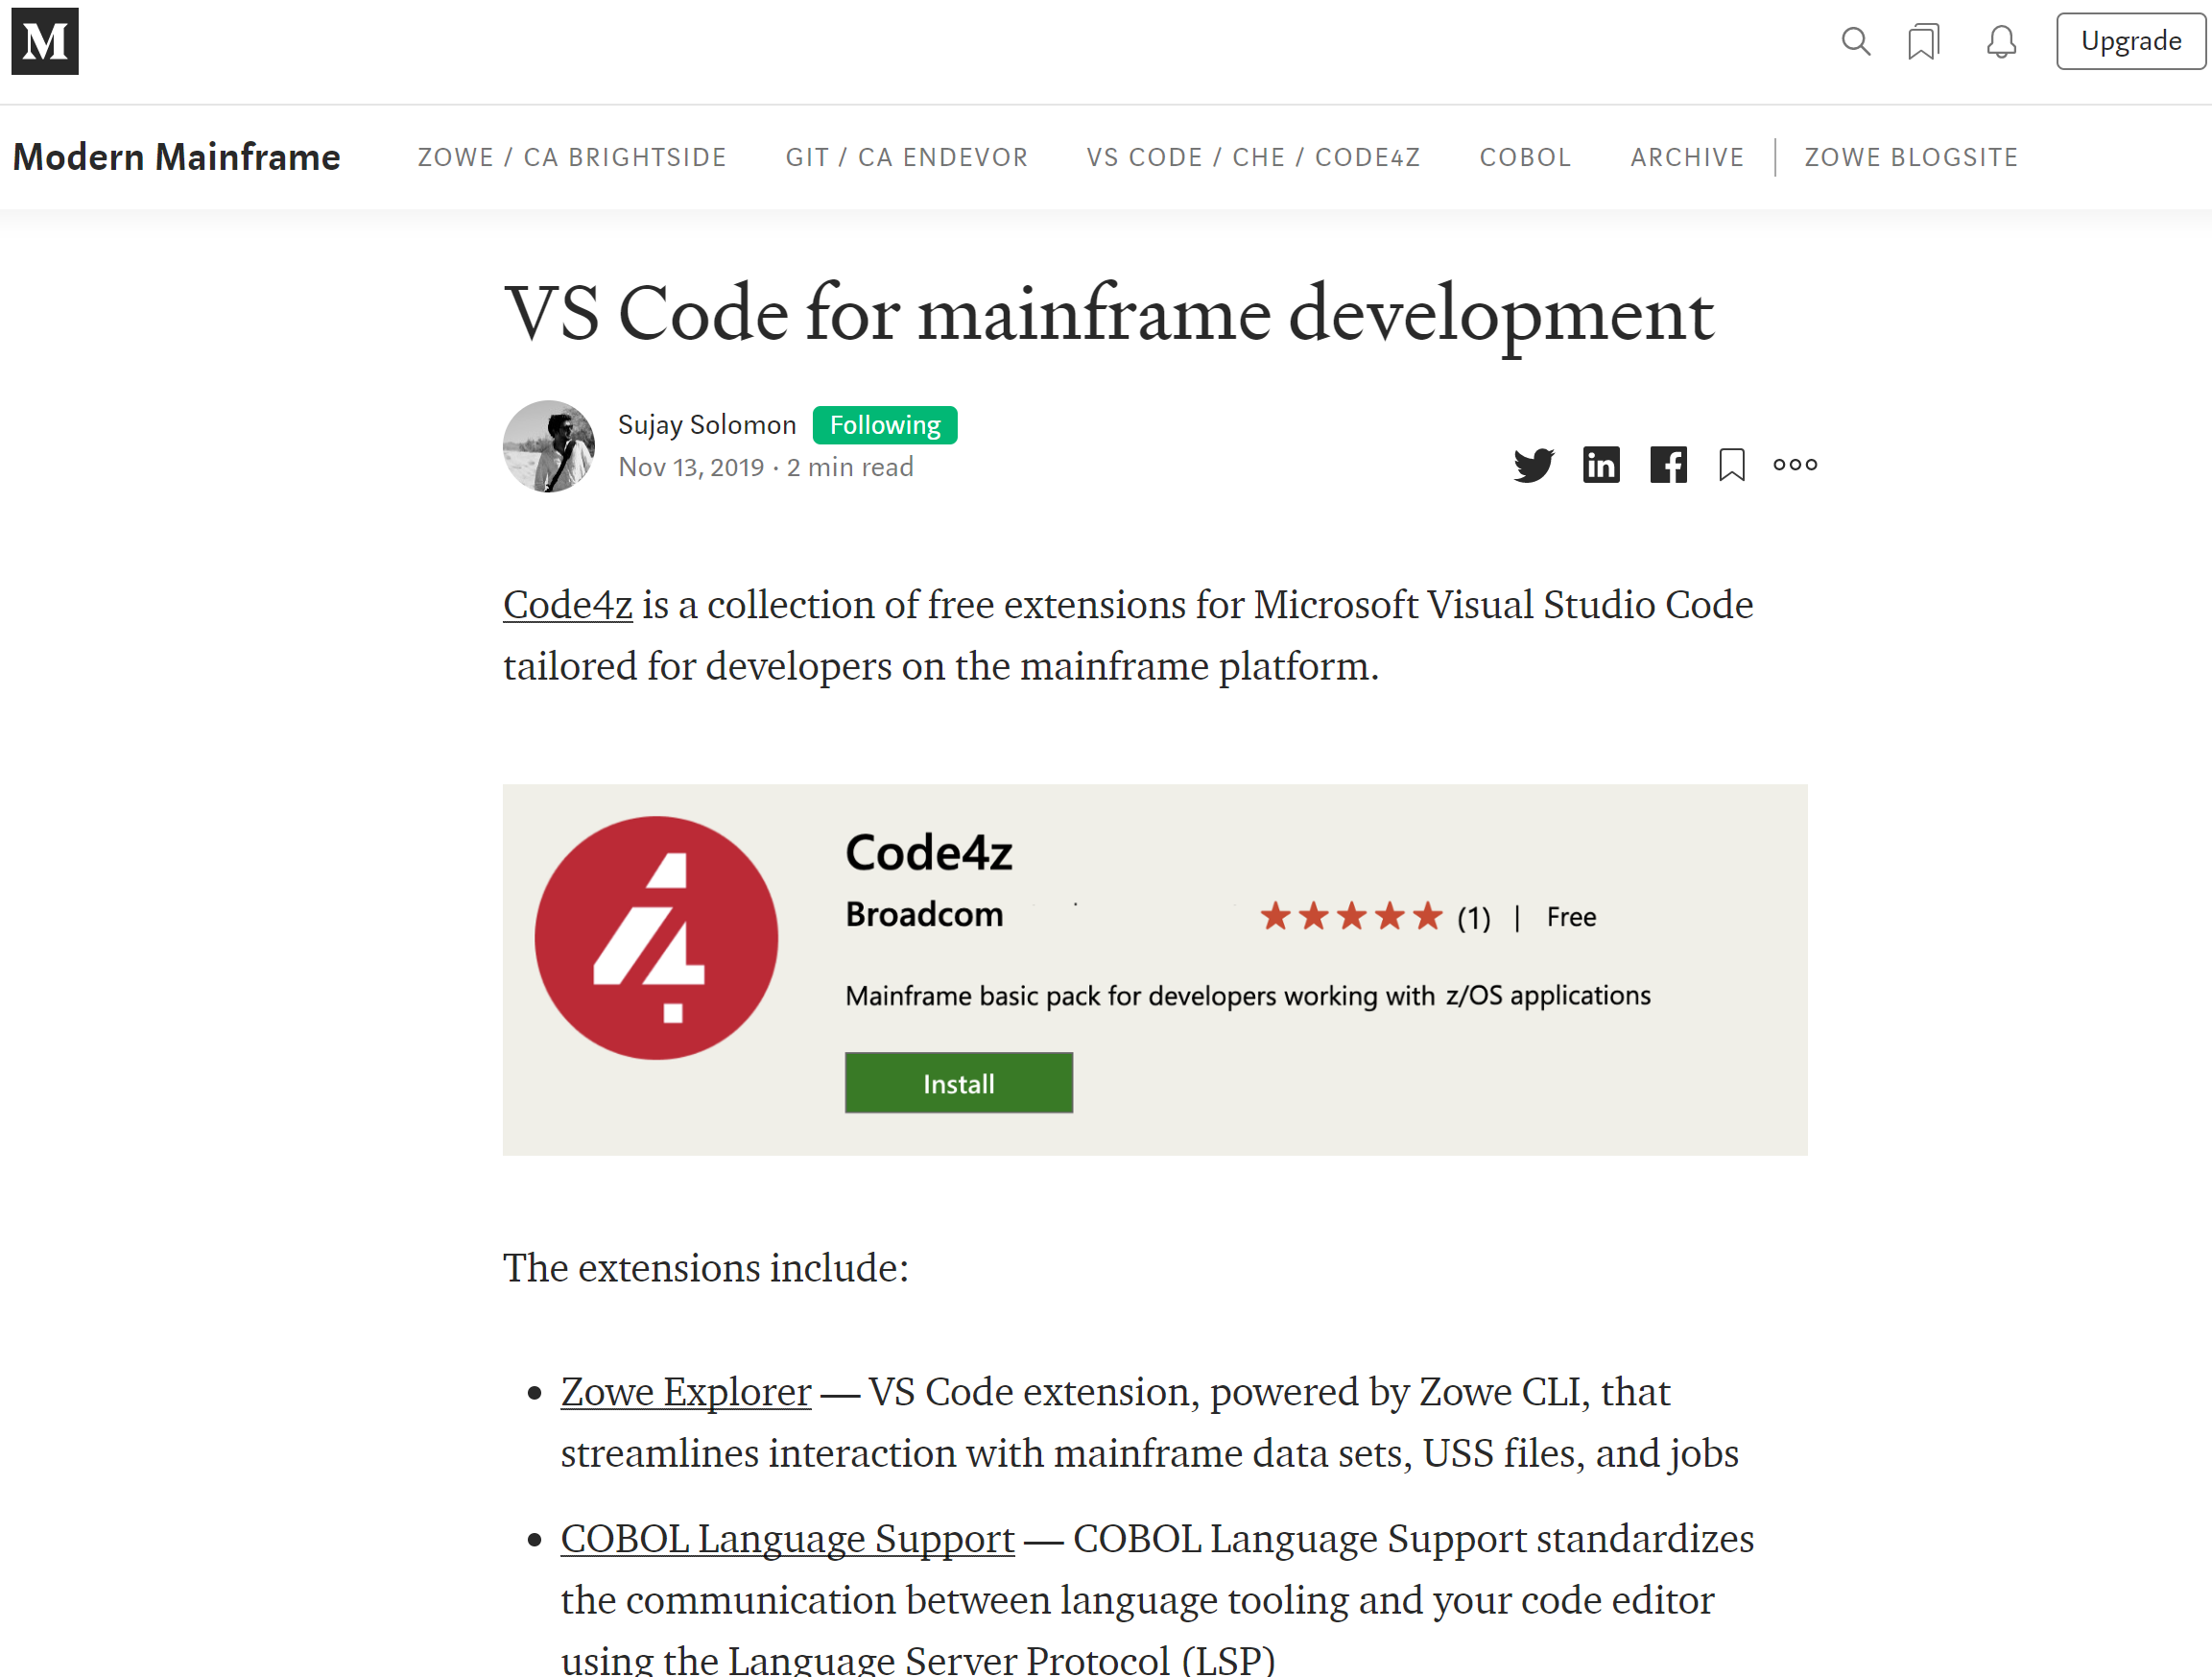 M
Upgrade
Modern Mainframe
ZOWE / CA BRIGHTSIDE
GIT / CA ENDEVOR
VS CODE / CHE / CODE4Z
COBOL
ARCHIVE
ZOWE BLOGSITE
VS Code for mainframe development
Sujay Solomon Following
Nov 13, 2019 · 2 min read
Code4z is a collection of free extensions for Microsoft Visual Studio Code
tailored for developers on the mainframe platform.
Code4z
Broadcom
(1) | Free
Mainframe basic pack for developers working with z/OS applications
Install
The extensions include:
• Zowe Explorer — VS Code extension, powered by Zowe CLI, that
streamlines interaction with mainframe data sets, USS files, and jobs
• COBOL Language Support — COBOL Language Support standardizes
the communication between language tooling and your code editor
using the Language Server Protocol (LSP)